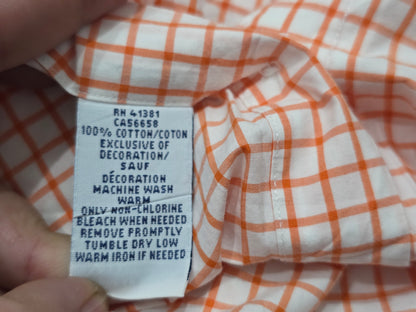 RN 41381
CA56658
100% COTTON/COTON
EXCLUSIVE OF
DECORATION/
SAUF
DÉCORATION
MACHINE WASH
WARM
ONLY NON-CHLORINE
BLEACH WHEN NEEDED
REMOVE PROMPTLY
TUMBLE DRY LOW
WARM IRON IF NEEDED